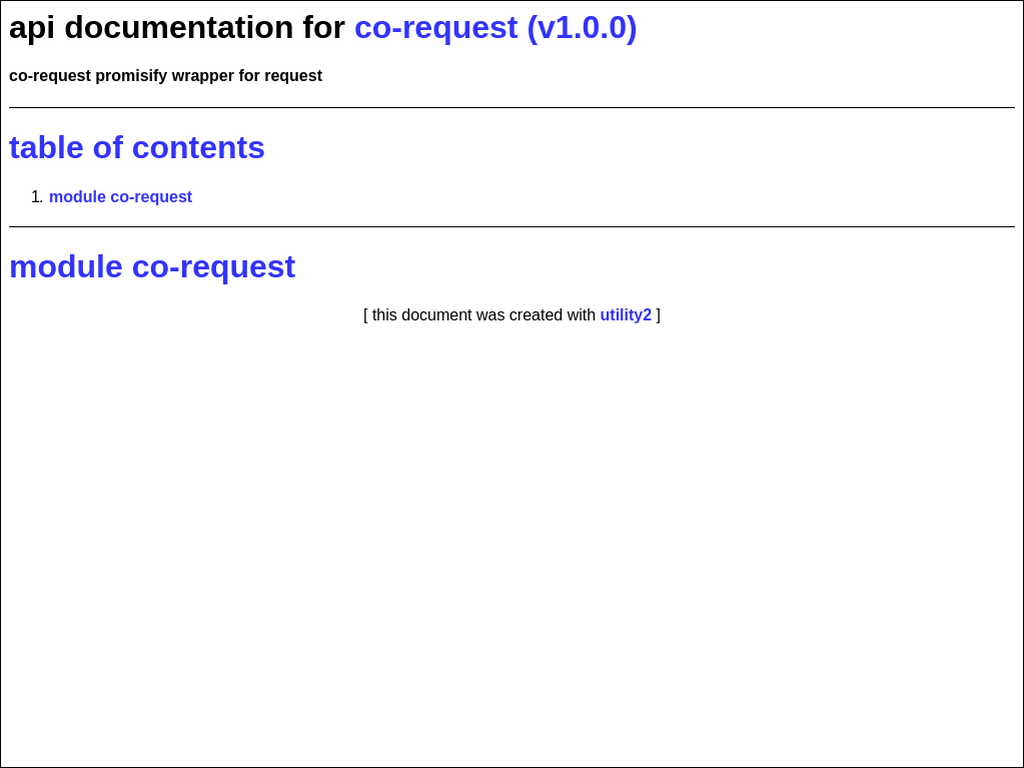 api documentation for co-request (v1.0.0)
co-request promisify wrapper for request
table of contents
1. module co-request
module co-request
[ this document was created with utility2 ]